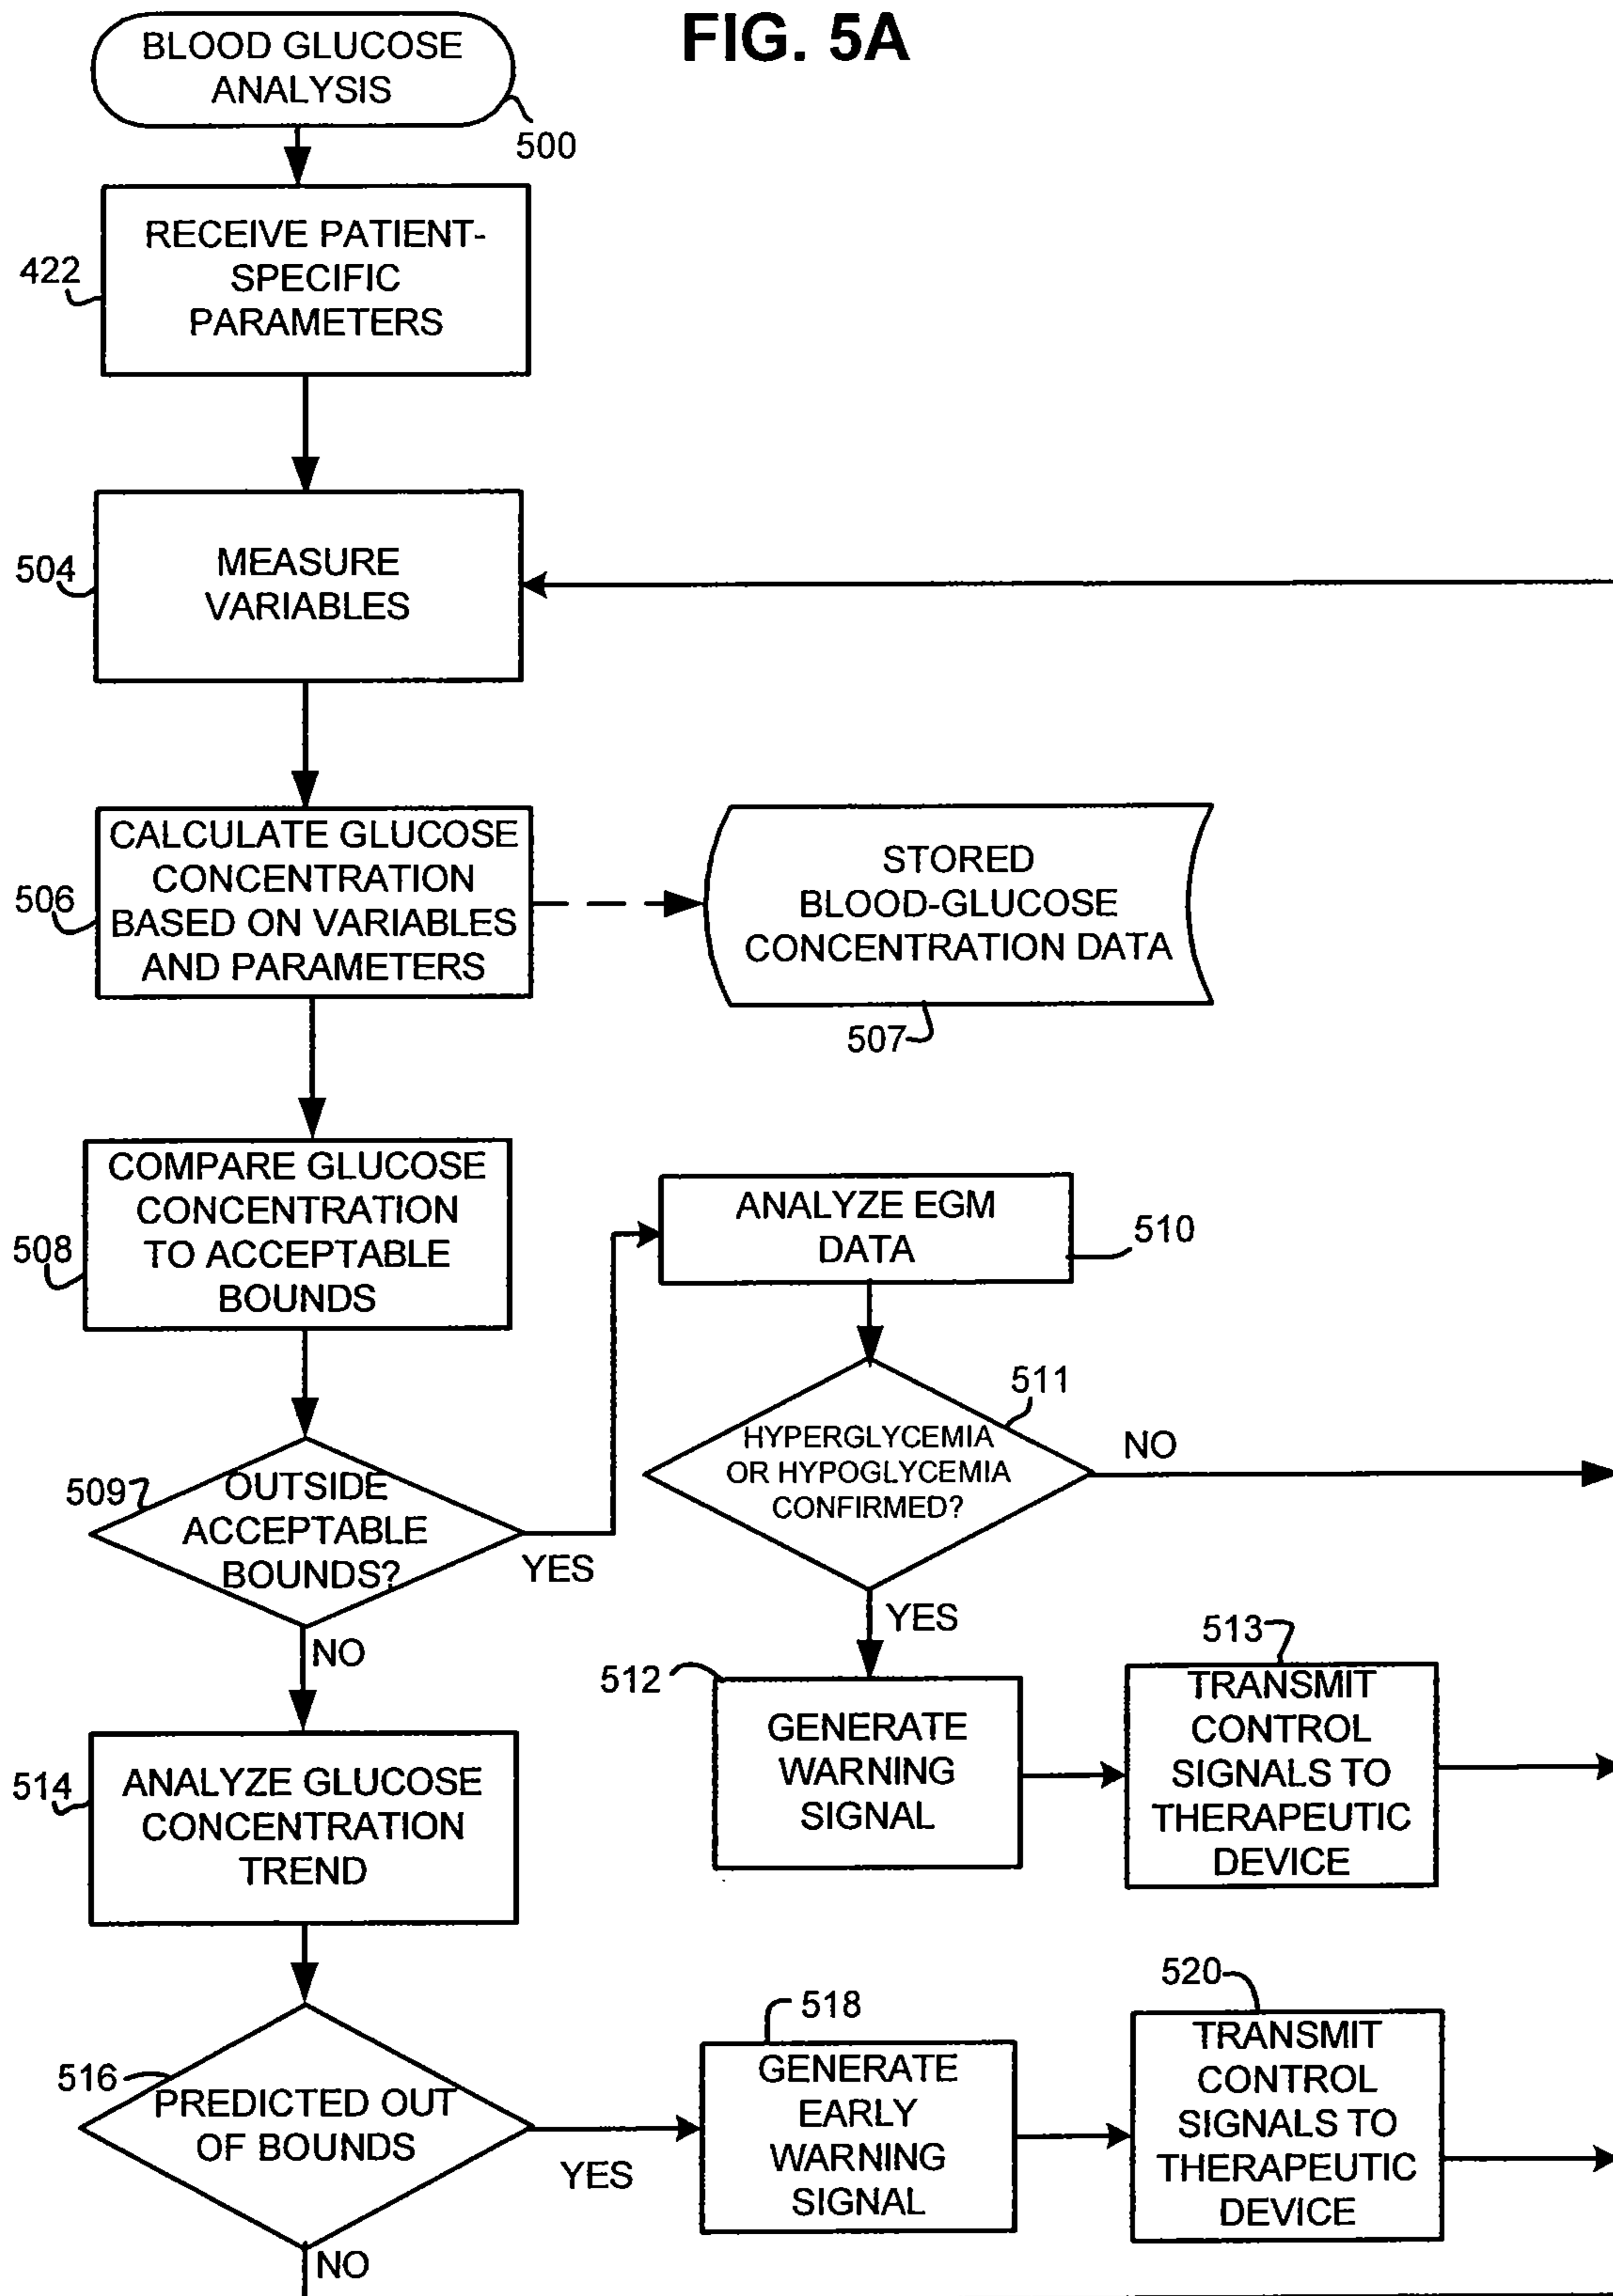 FIG. 5A
BLOOD GLUCOSE
ANALYSIS
500
RECEIVE PATIENT-
SPECIFIC
PARAMETERS
422
MEASURE
VARIABLES
504
CALCULATE GLUCOSE
CONCENTRATION
BASED ON VARIABLES
AND PARAMETERS
506
STORED
BLOOD-GLUCOSE
CONCENTRATION DATA
507
COMPARE GLUCOSE
CONCENTRATION
TO ACCEPTABLE
BOUNDS
508
OUTSIDE
ACCEPTABLE
BOUNDS?
509
YES
NO
ANALYZE EGM
DATA
510
HYPERGLYCEMIA
OR HYPOGLYCEMIA
CONFIRMED?
511
NO
YES
GENERATE
WARNING
SIGNAL
512
TRANSMIT
CONTROL
SIGNALS TO
THERAPEUTIC
DEVICE
513
ANALYZE GLUCOSE
CONCENTRATION
TREND
514
PREDICTED OUT
OF BOUNDS
516
YES
NO
GENERATE
EARLY
WARNING
SIGNAL
518
TRANSMIT
CONTROL
SIGNALS TO
THERAPEUTIC
DEVICE
520